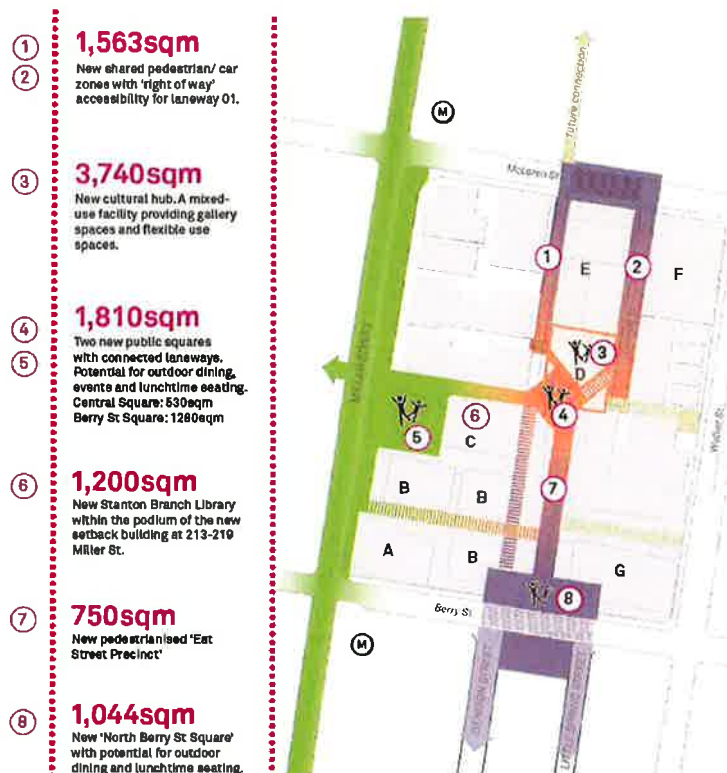 1
2
1,563sqm
New shared pedestrian/ car
zones with 'right of way'
accessibility for laneway 01.
3
3,740sqm
New cultural hub. A mixed-
use facility providing gallery
spaces and flexible use
spaces.
4
5
1,810sqm
Two new public squares
with connected laneways.
Potential for outdoor dining,
events and lunchtime seating.
Central Square: 530sqm
Berry St Square: 1280sqm
6
1,200sqm
New Stanton Branch Library
within the podium of the new
setback building at 213-219
Miller St.
7
750sqm
New pedestrianised 'Eat
Street Precinct'
8
1,044sqm
New 'North Berry St Square'
with potential for outdoor
dining and lunchtime seating.
M
future connection
McLaren St
1
E
2
F
3
D
MILLER STREET
6
4
5
C
Walker St
B
B
7
A
B
G
8
Berry St
M
DENISON STREET
LITTLE SPRING STREET